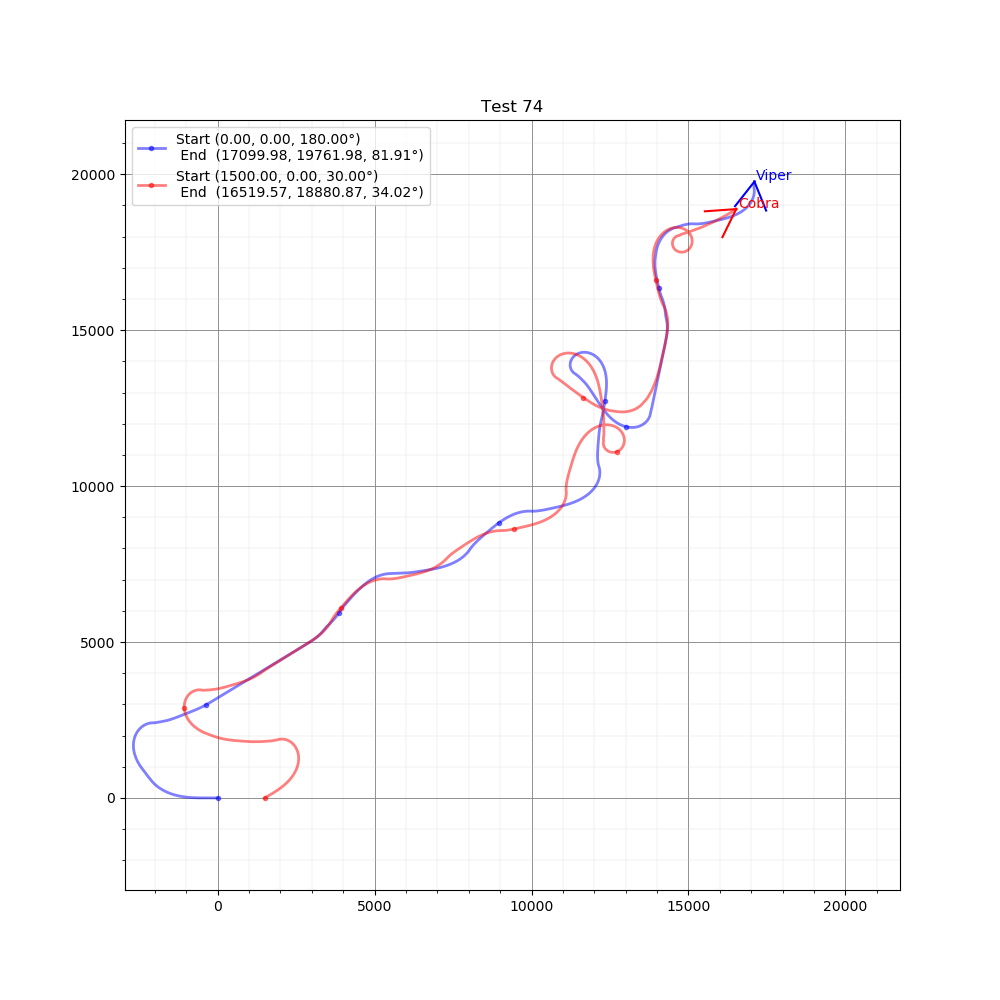 Test 74
Start (0.00, 0.00, 180.00°)
End (17099.98, 19761.98, 81.91°)
Start (1500.00, 0.00, 30.00°)
End (16519.57, 18880.87, 34.02°)
Viper
Cobra
20000
15000
10000
5000
0
0
5000
10000
15000
20000